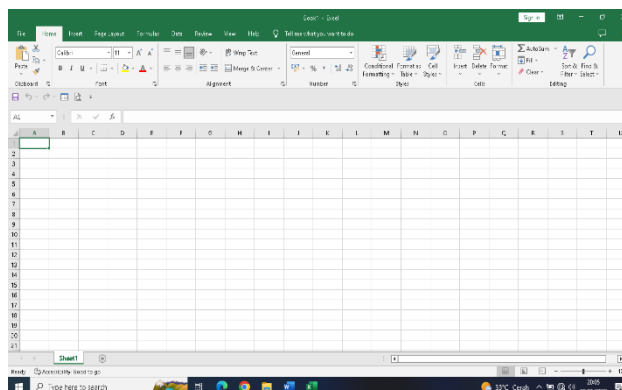 Book1 - Excel Sign in
File Home Insert Page Layout Formulas Data Review View Help Tell me what you want to do
Calibri 11 A A Wrap Text General AutoSum
Paste B I U A Merge & Center % Conditional Format as Cell Insert Delete Format Fill Sort & Find &
Formatting Table Styles Clear Filter Select
Clipboard Font Alignment Number Styles Cells Editing
A1 fx
A B C D E F G H I J K L M N O P Q R S T U
1
2
3
4
5
6
7
8
9
10
11
12
13
14
15
16
17
18
19
20
21
Sheet1
Ready Accessibility: Good to go
Type here to search 33°C Cerah 20:05